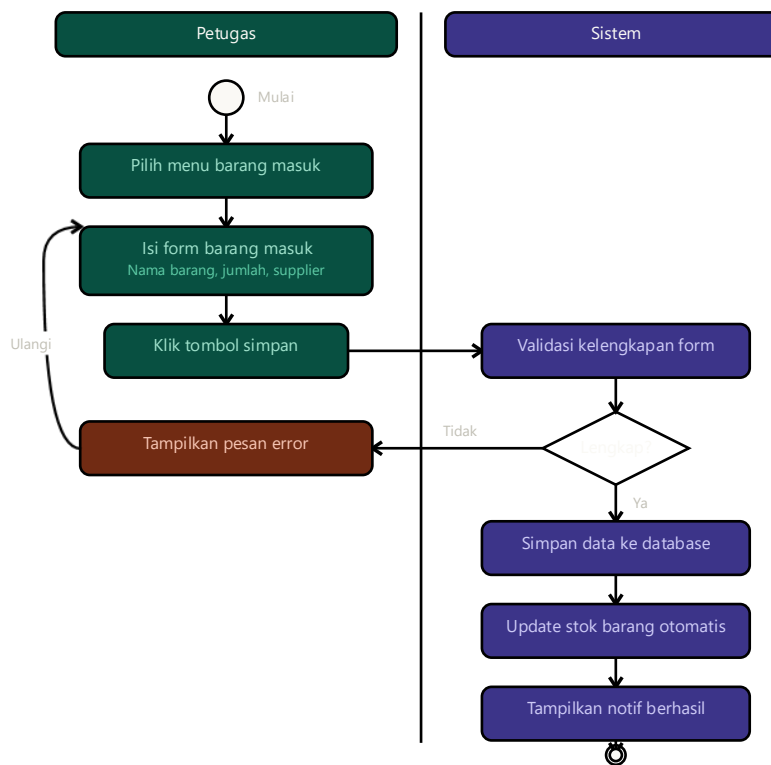 Petugas
Sistem
Mulai
Pilih menu barang masuk
Isi form barang masuk
Nama barang, jumlah, supplier
Ulangi
Klik tombol simpan
Validasi kelengkapan form
Tampilkan pesan error
Tidak
Lengkap?
Ya
Simpan data ke database
Update stok barang otomatis
Tampilkan notif berhasil